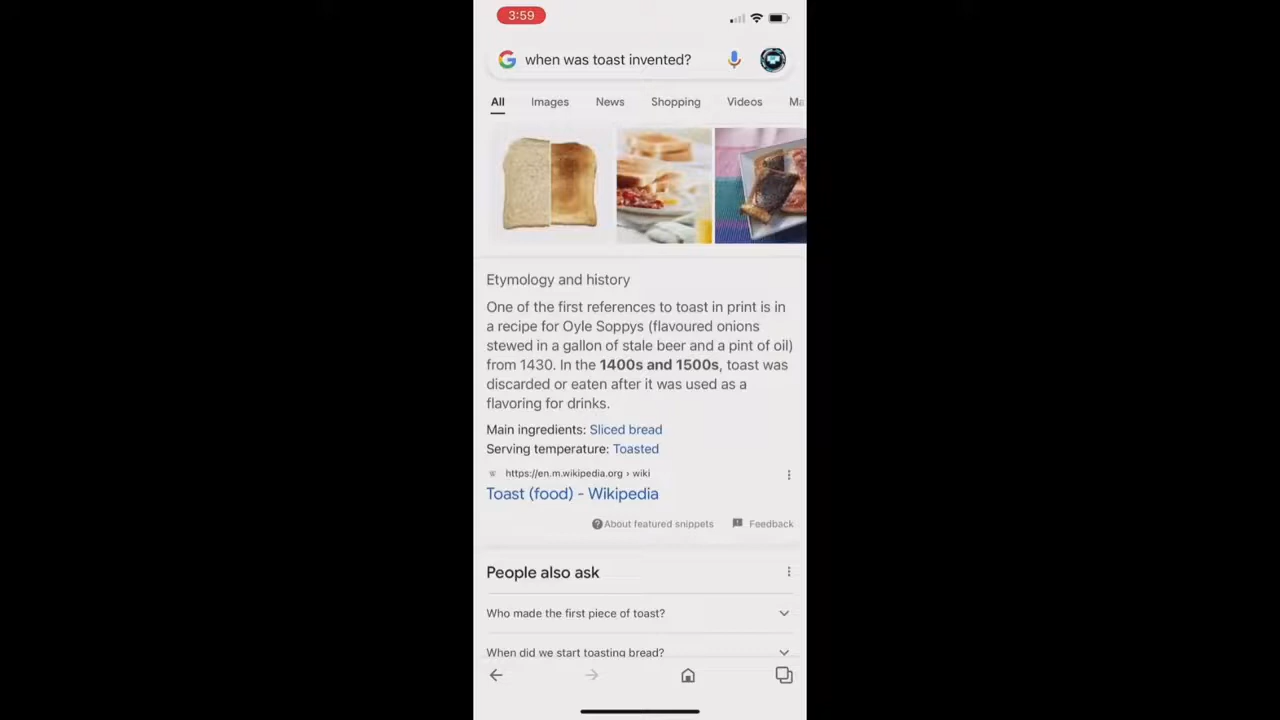 3:59
when was toast invented?
All Images News Shopping Videos Ma
Etymology and history
One of the first references to toast in print is in
a recipe for Oyle Soppys (flavoured onions
stewed in a gallon of stale beer and a pint of oil)
from 1430. In the 1400s and 1500s, toast was
discarded or eaten after it was used as a
flavoring for drinks.
Main ingredients: Sliced bread
Serving temperature: Toasted
W https://en.m.wikipedia.org › wiki
Toast (food) - Wikipedia
About featured snippets Feedback
People also ask
Who made the first piece of toast?
When did we start toasting bread?